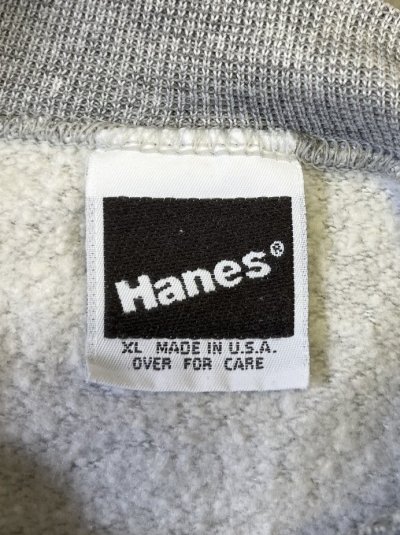 Hanes®
XL MADE IN U.S.A.
OVER FOR CARE